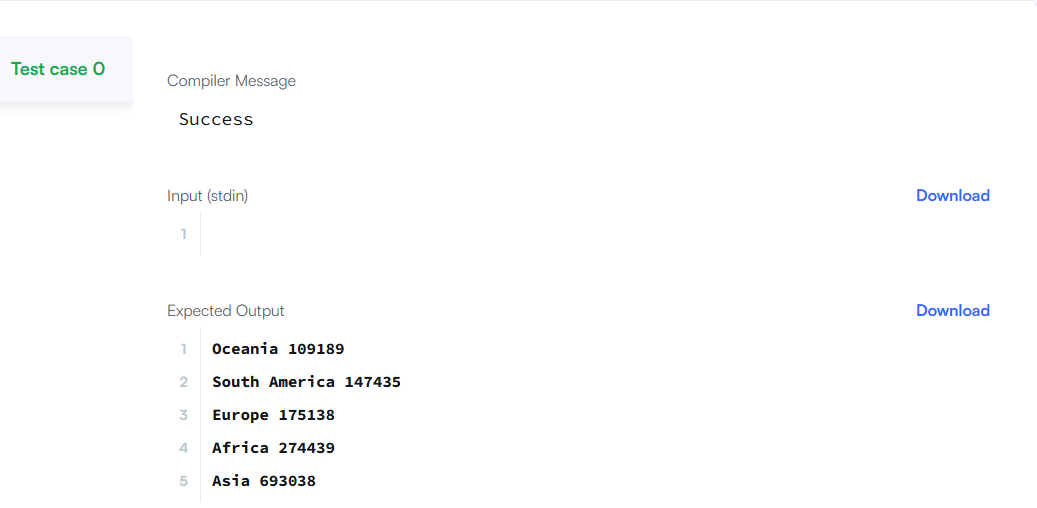 Test case 0
Compiler Message
Success
Input (stdin) Download
1
Expected Output Download
1 Oceania 109189
2 South America 147435
3 Europe 175138
4 Africa 274439
5 Asia 693038